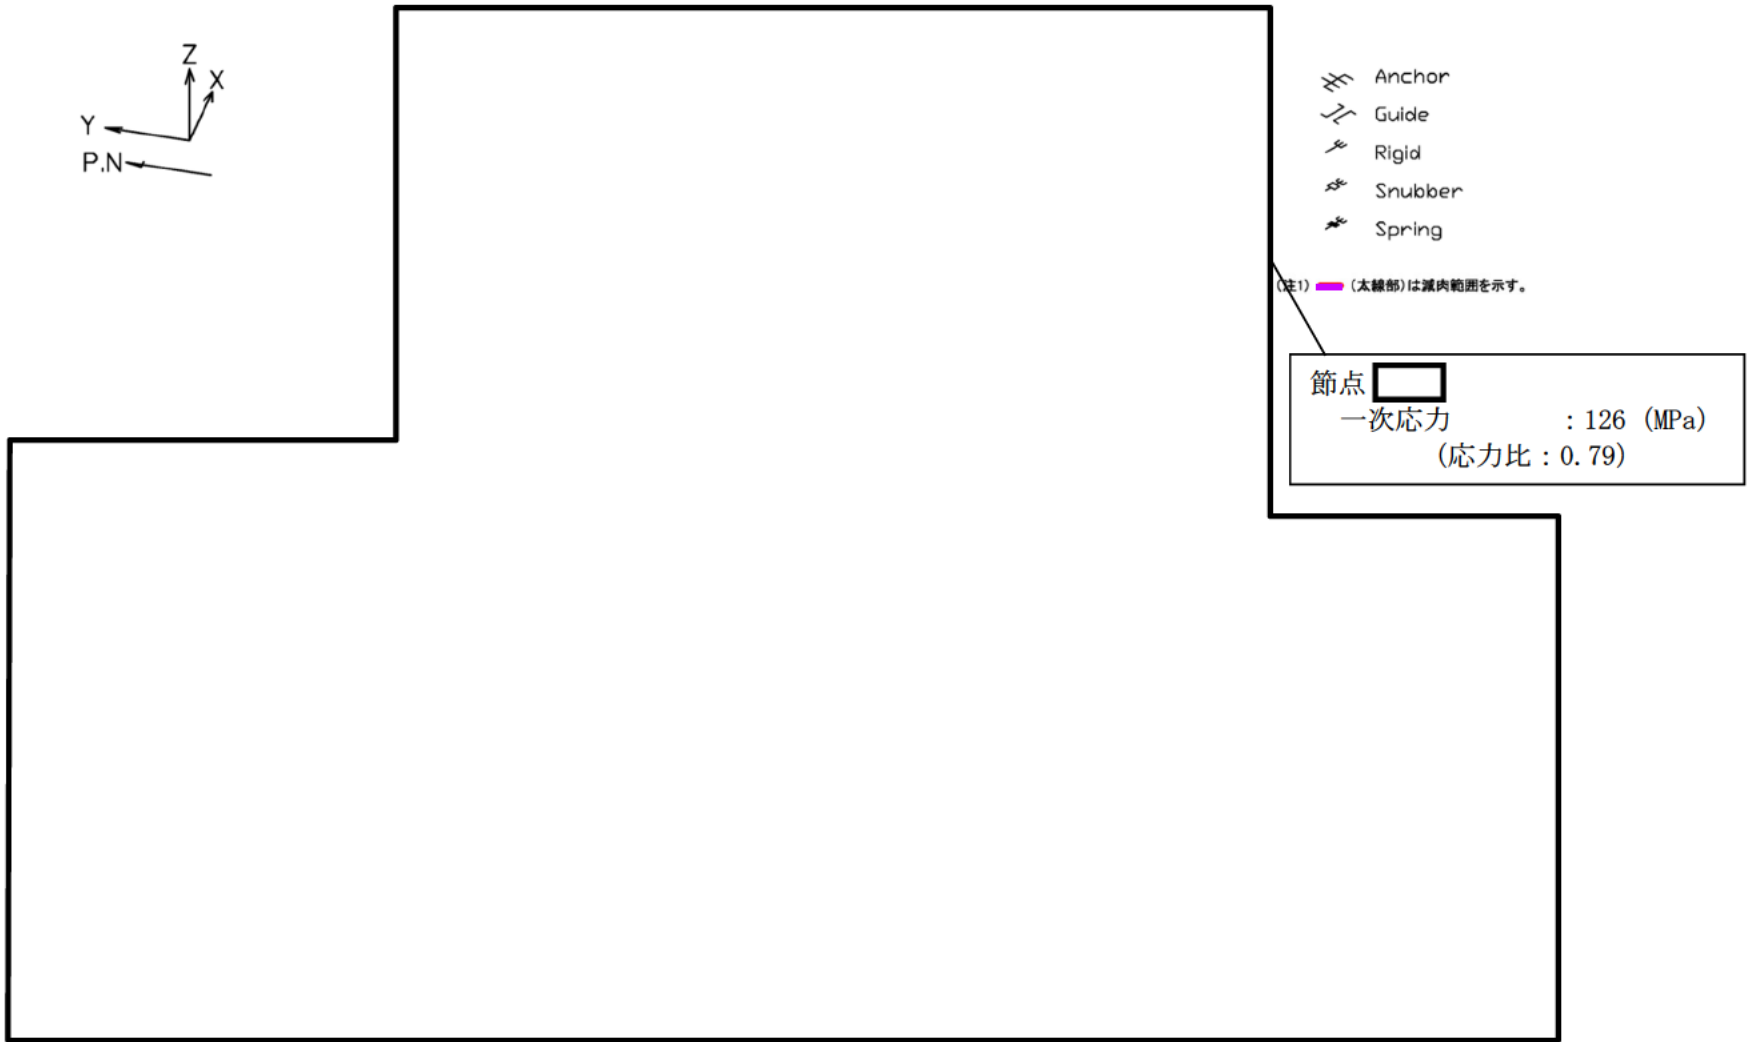 Z
X
Y
P.N
Anchor
Guide
Rigid
Snubber
Spring
(注1) (太線部)は減肉範囲を示す。
節点
一次応力 : 126 (MPa)
(応力比 : 0.79)